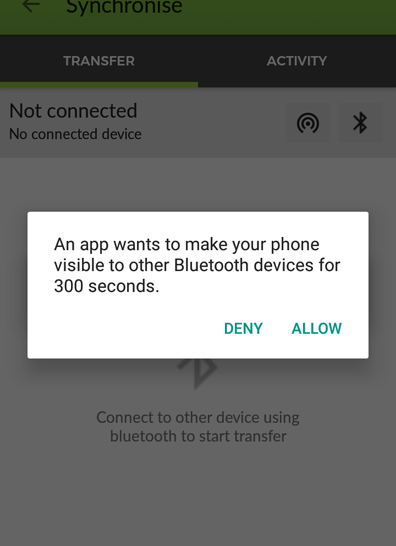 Synchronise
TRANSFER
ACTIVITY
Not connected
No connected device
An app wants to make your phone
visible to other Bluetooth devices for
300 seconds.
DENY
ALLOW
Connect to other device using
bluetooth to start transfer